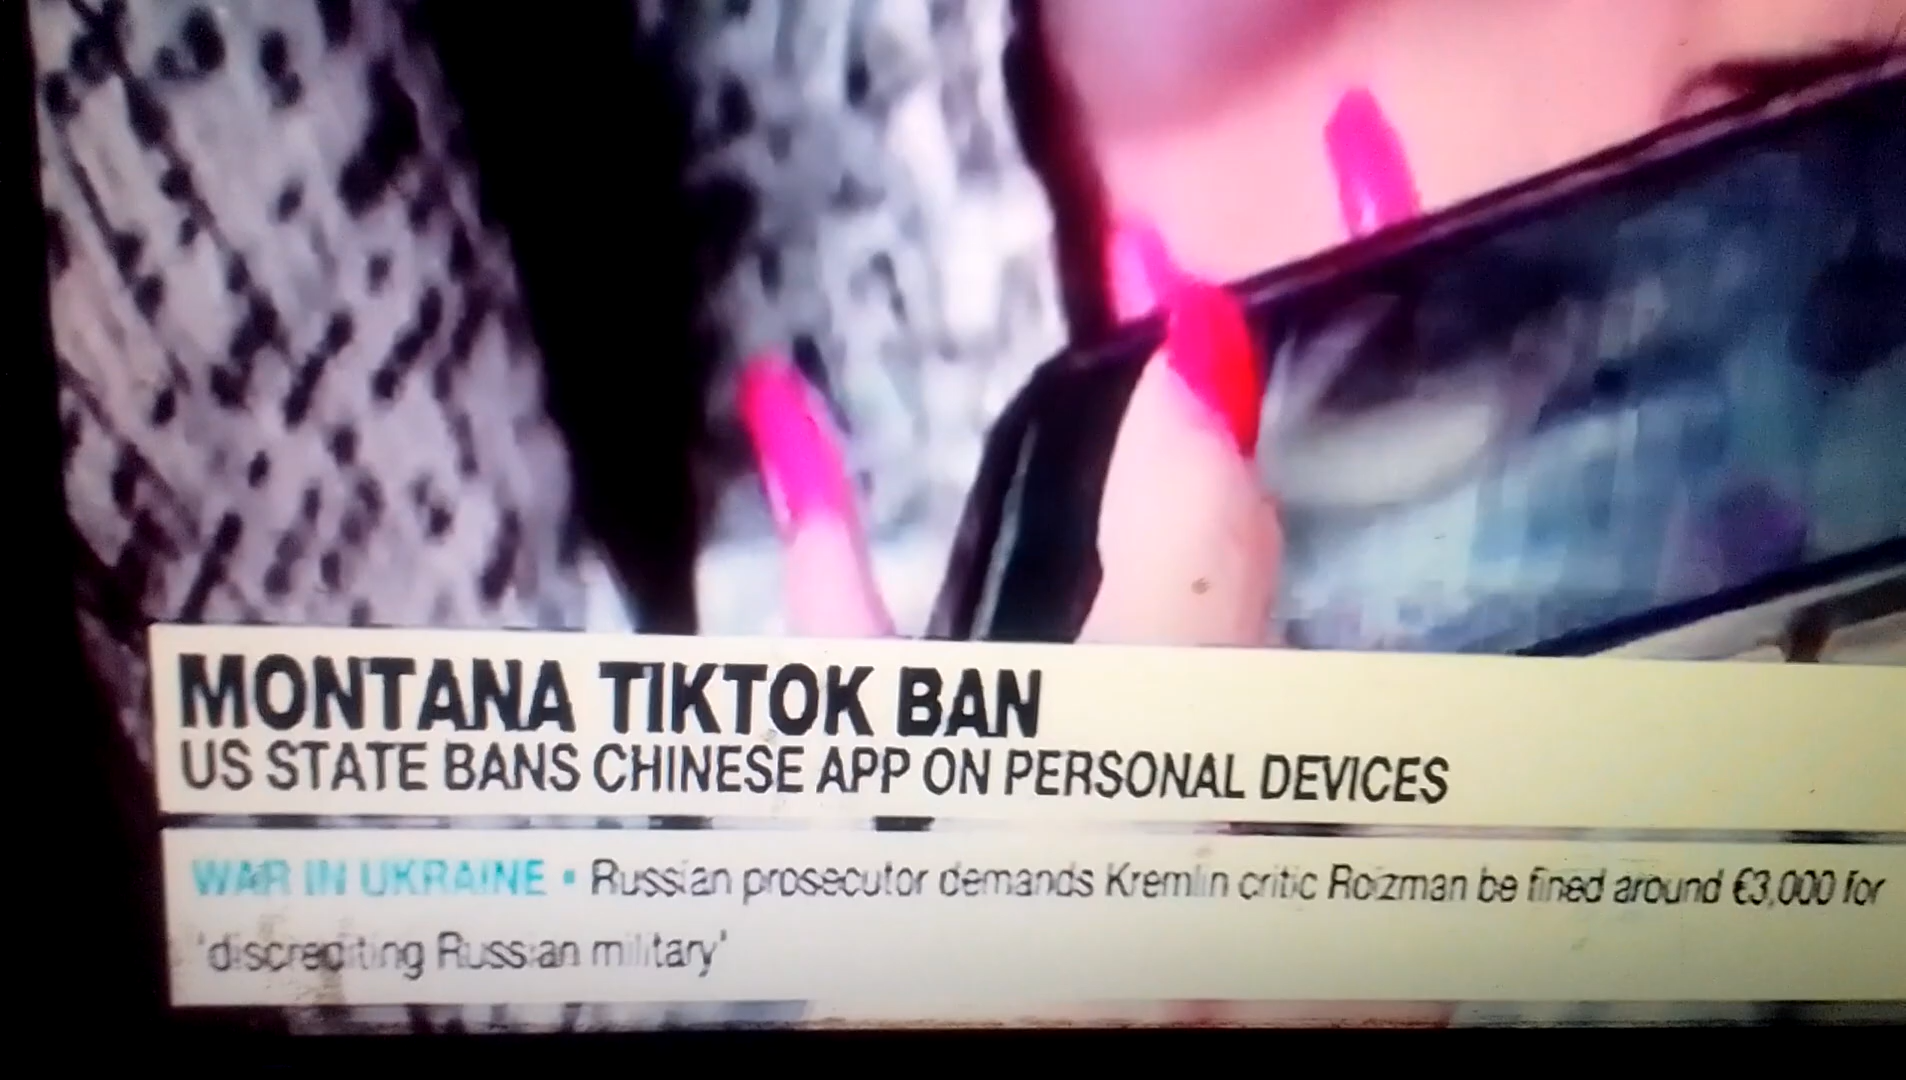 MONTANA TIKTOK BAN
US STATE BANS CHINESE APP ON PERSONAL DEVICES
WAR IN UKRAINE • Russian prosecutor demands Kremlin critic Roizman be fined around €3,000 for
'discrediting Russian military'